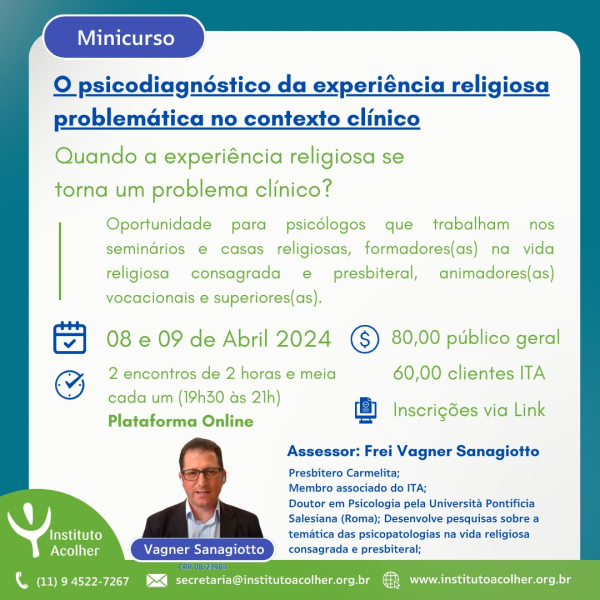 Minicurso
O psicodiagnóstico da experiência religiosa
problemática no contexto clínico
Quando a experiência religiosa se
torna um problema clínico?
Oportunidade para psicólogos que trabalham nos
seminários e casas religiosas, formadores(as) na vida
religiosa consagrada e presbiteral, animadores(as)
vocacionais e superiores(as).
08 e 09 de Abril 2024
2 encontros de 2 horas e meia
cada um (19h30 às 21h)
Plataforma Online
$ 80,00 público geral
60,00 clientes ITA
Inscrições via Link
Assessor: Frei Vagner Sanagiotto
Presbítero Carmelita;
Membro associado do ITA;
Doutor em Psicologia pela Università Pontificia
Salesiana (Roma); Desenvolve pesquisas sobre a
temática das psicopatologias na vida religiosa
consagrada e presbiteral;
Vagner Sanagiotto
CRP 08/23983
Instituto
Acolher
(11) 9 4522-7267
secretaria@institutoacolher.org.br
www.institutoacolher.org.br